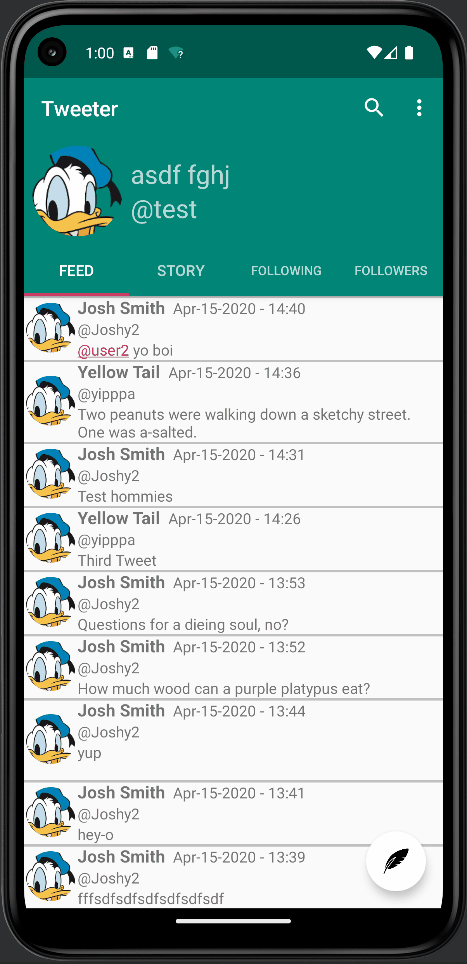 1:00
Tweeter
asdf fghj
@test
FEED STORY FOLLOWING FOLLOWERS
Josh Smith Apr-15-2020 - 14:40
@Joshy2
@user2 yo boi
Yellow Tail Apr-15-2020 - 14:36
@yipppa
Two peanuts were walking down a sketchy street.
One was a-salted.
Josh Smith Apr-15-2020 - 14:31
@Joshy2
Test hommies
Yellow Tail Apr-15-2020 - 14:26
@yipppa
Third Tweet
Josh Smith Apr-15-2020 - 13:53
@Joshy2
Questions for a dieing soul, no?
Josh Smith Apr-15-2020 - 13:52
@Joshy2
How much wood can a purple platypus eat?
Josh Smith Apr-15-2020 - 13:44
@Joshy2
yup
Josh Smith Apr-15-2020 - 13:41
@Joshy2
hey-o
Josh Smith Apr-15-2020 - 13:39
@Joshy2
fffsdfsdfsdfsdfsdfsdf